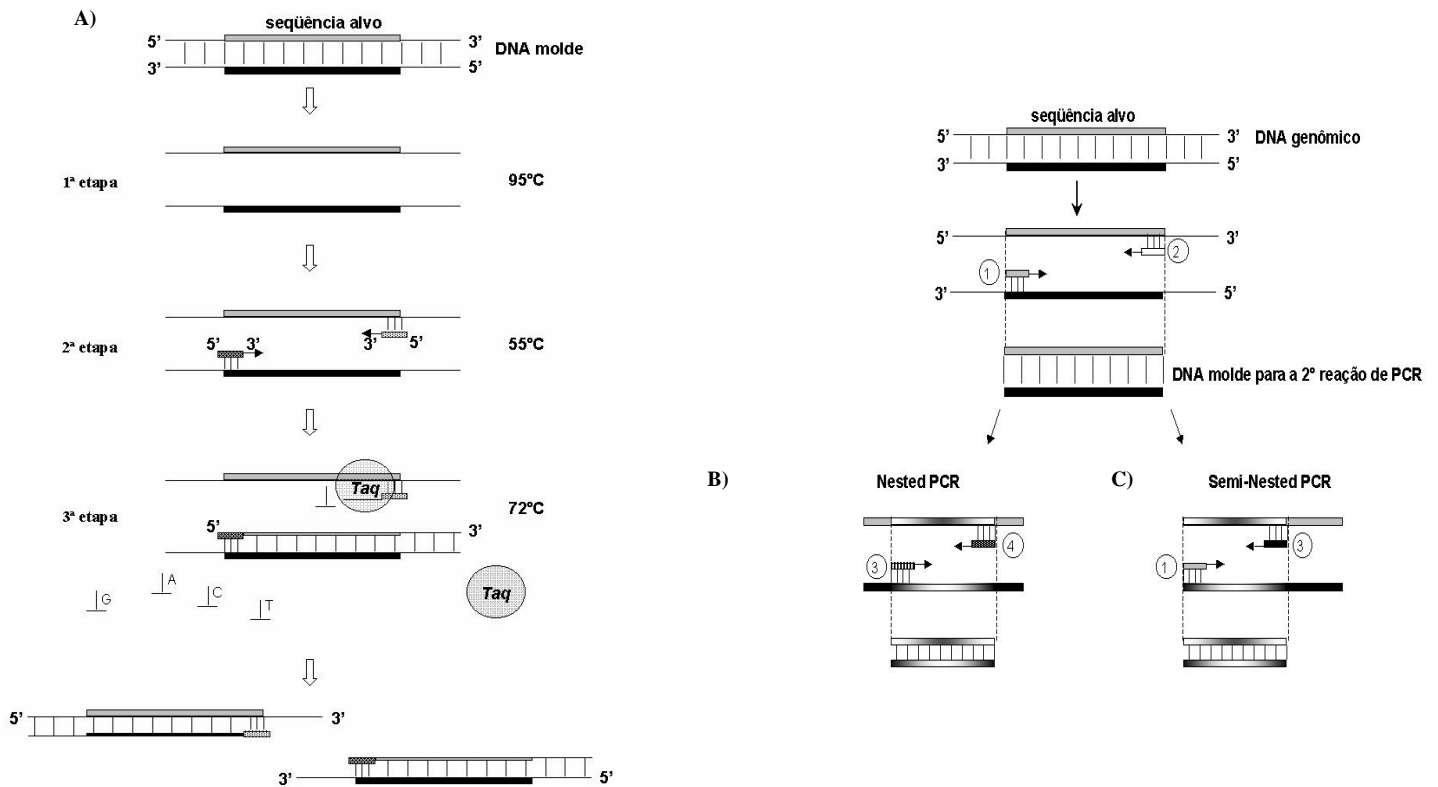 A)
seqüência alvo
5’ 3’
DNA molde
3’ 5’
1ª etapa 95ºC
2ª etapa 55ºC
5’ 3’ 3’ 5’
3ª etapa 72ºC
Taq
5’ 3’
G A C T
Taq
5’ 3’
3’ 5’
seqüência alvo
5’ 3’ DNA genômico
3’ 5’
5’ 3’
2
1
3’ 5’
DNA molde para a 2º reação de PCR
B)
Nested PCR
4
3
C)
Semi-Nested PCR
3
1